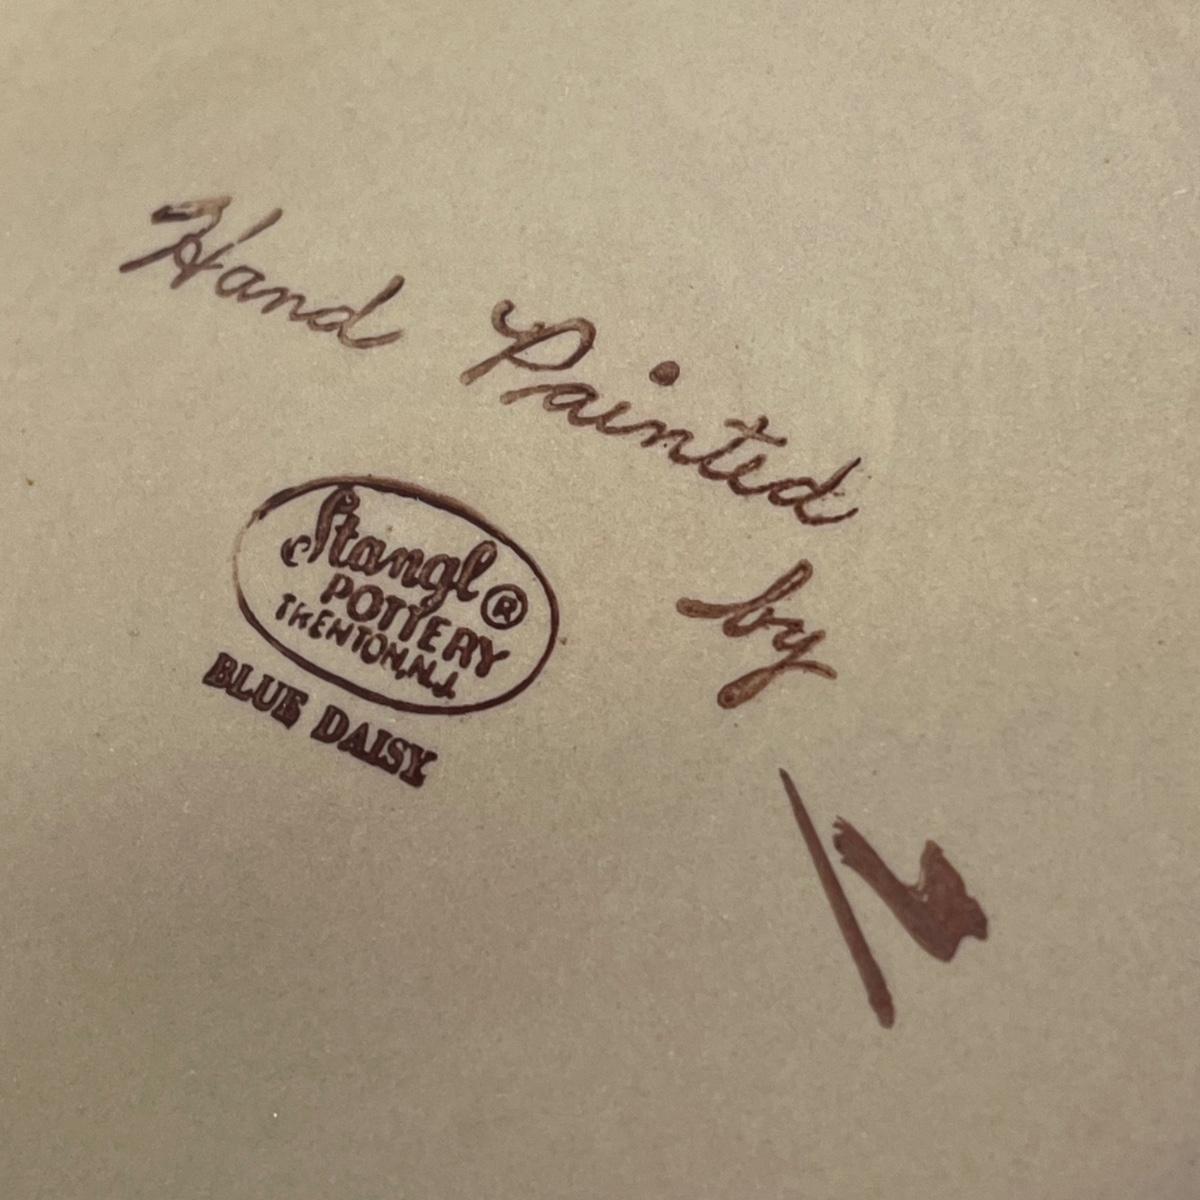 Hand Painted
by
Stangl ®
POTTERY
TRENTON, N.J.
BLUE DAISY